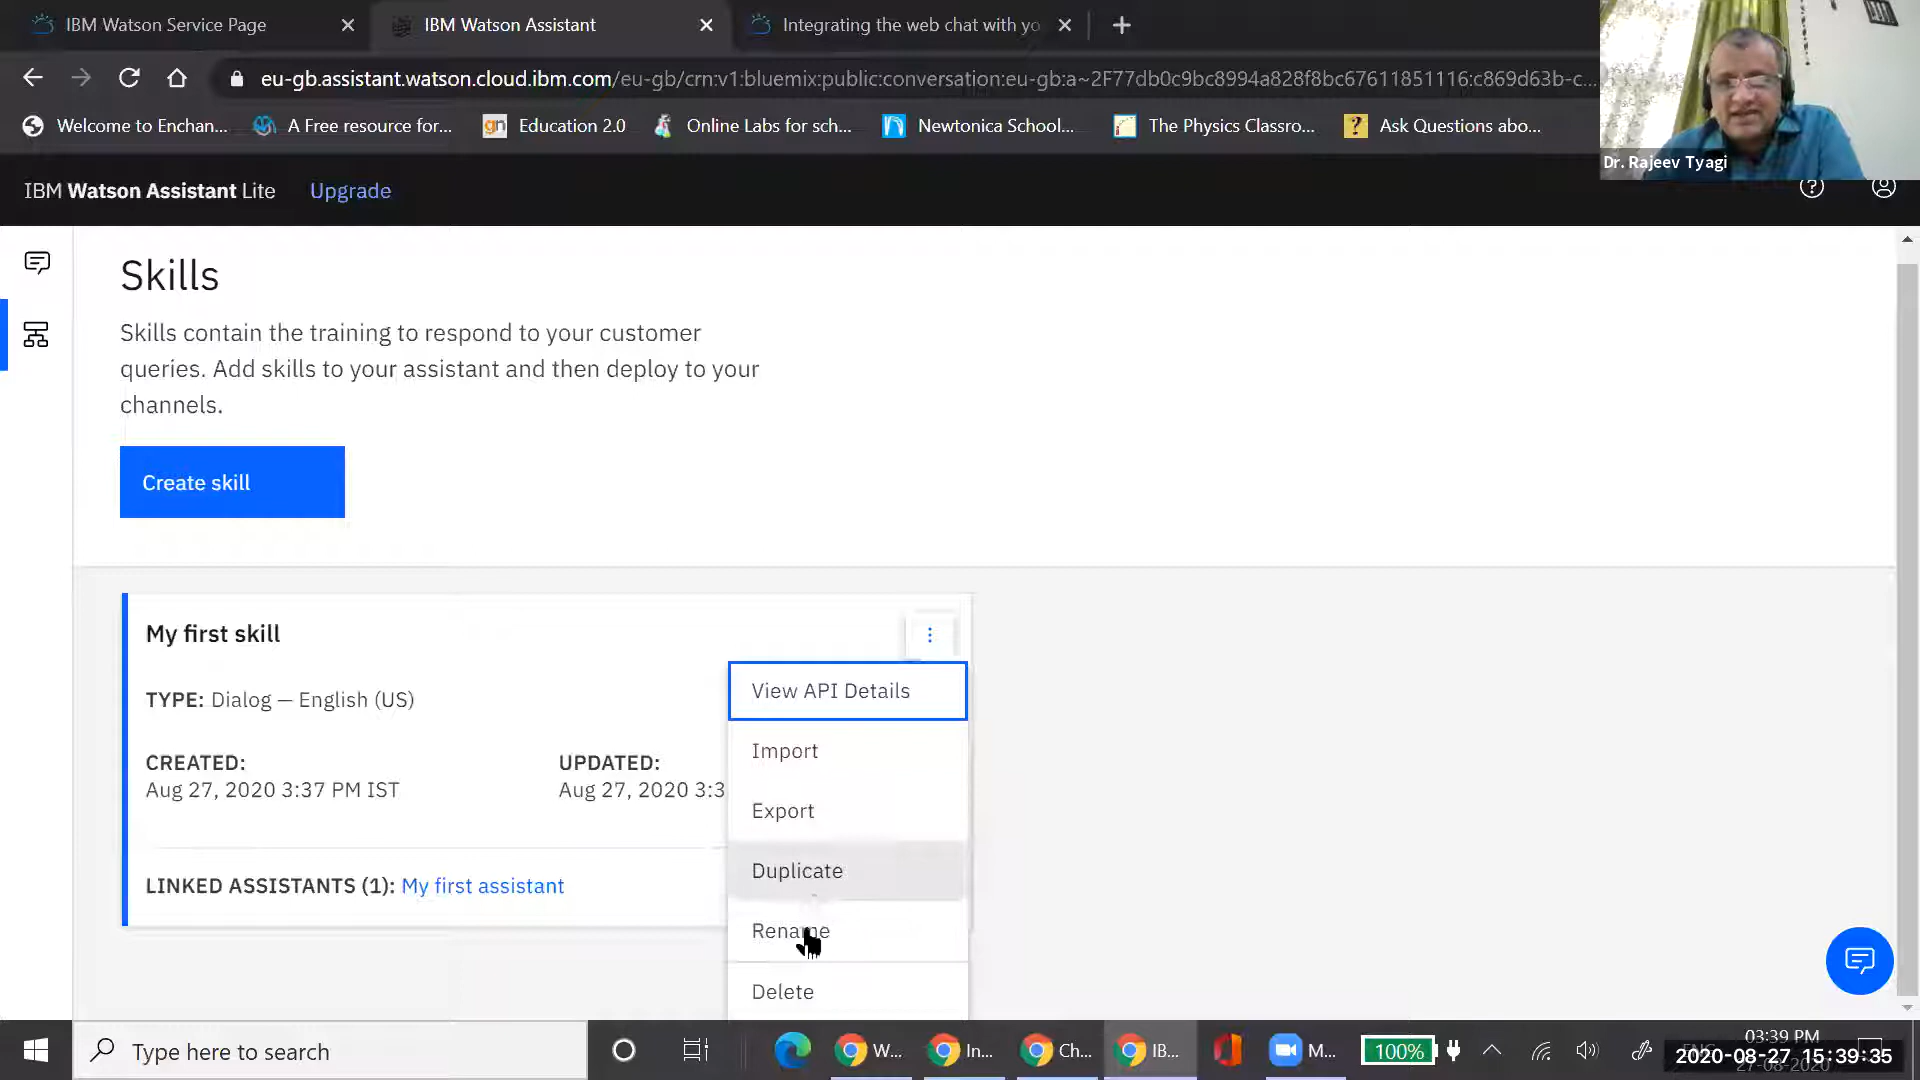 IBM Watson Service Page
IBM Watson Assistant
Integrating the web chat with yo
eu-gb.assistant.watson.cloud.ibm.com/eu-gb/crn:v1:bluemix:public:conversation:eu-gb:a~2F77db0c9bc8994a828f8bc67611851116:c869d63b-c...
Welcome to Enchan...
A Free resource for...
gn Education 2.0
Online Labs for sch...
Newtonica School...
The Physics Classro...
Ask Questions abo...
Dr. Rajeev Tyagi
IBM Watson Assistant Lite
Upgrade
Skills
Skills contain the training to respond to your customer
queries. Add skills to your assistant and then deploy to your
channels.
Create skill
My first skill
TYPE: Dialog — English (US)
CREATED:
Aug 27, 2020 3:37 PM IST
UPDATED:
Aug 27, 2020 3:3
LINKED ASSISTANTS (1): My first assistant
View API Details
Import
Export
Duplicate
Rename
Delete
Type here to search
W...
In...
Ch...
IB...
M...
100%
03:39 PM
2020-08-27 15:39:35
27-08-2020